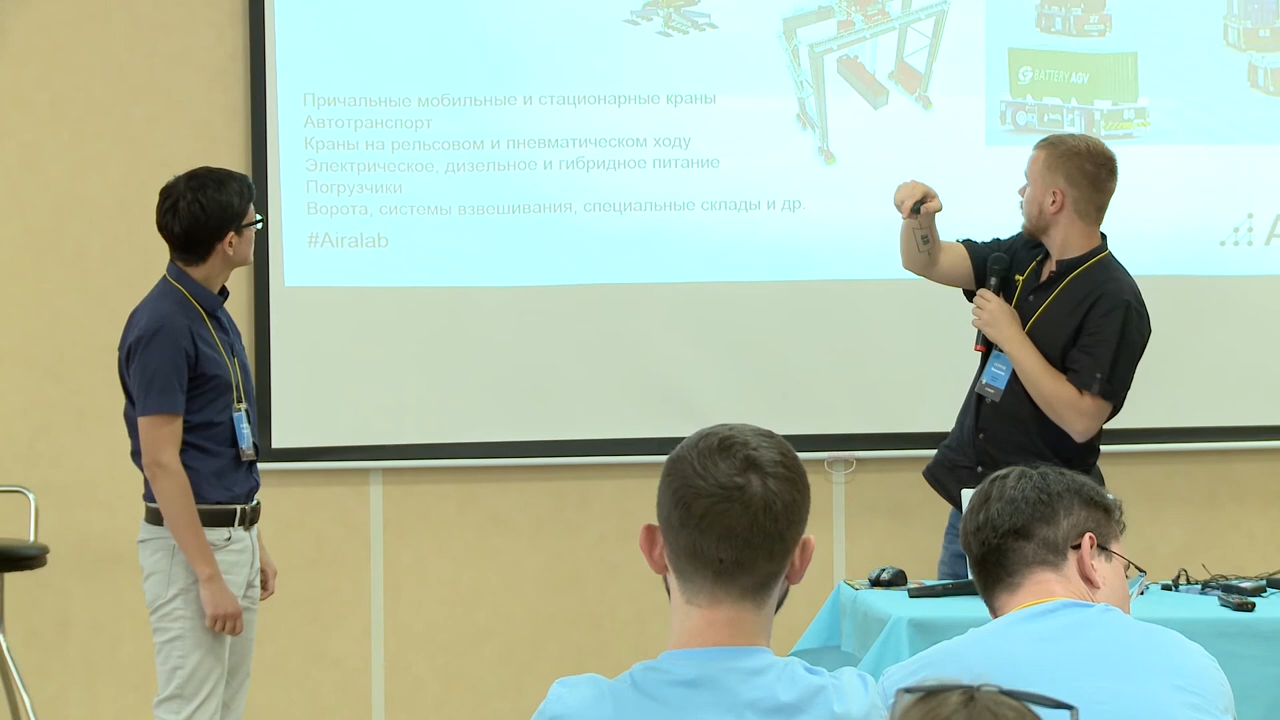 BATTERY AGV
Причальные мобильные и стационарные краны
Автотранспорт
Краны на рельсовом и пневматическом ходу
Электрическое, дизельное и гибридное питание
Погрузчики
Ворота, системы взвешивания, специальные склады и др.
#Airalab